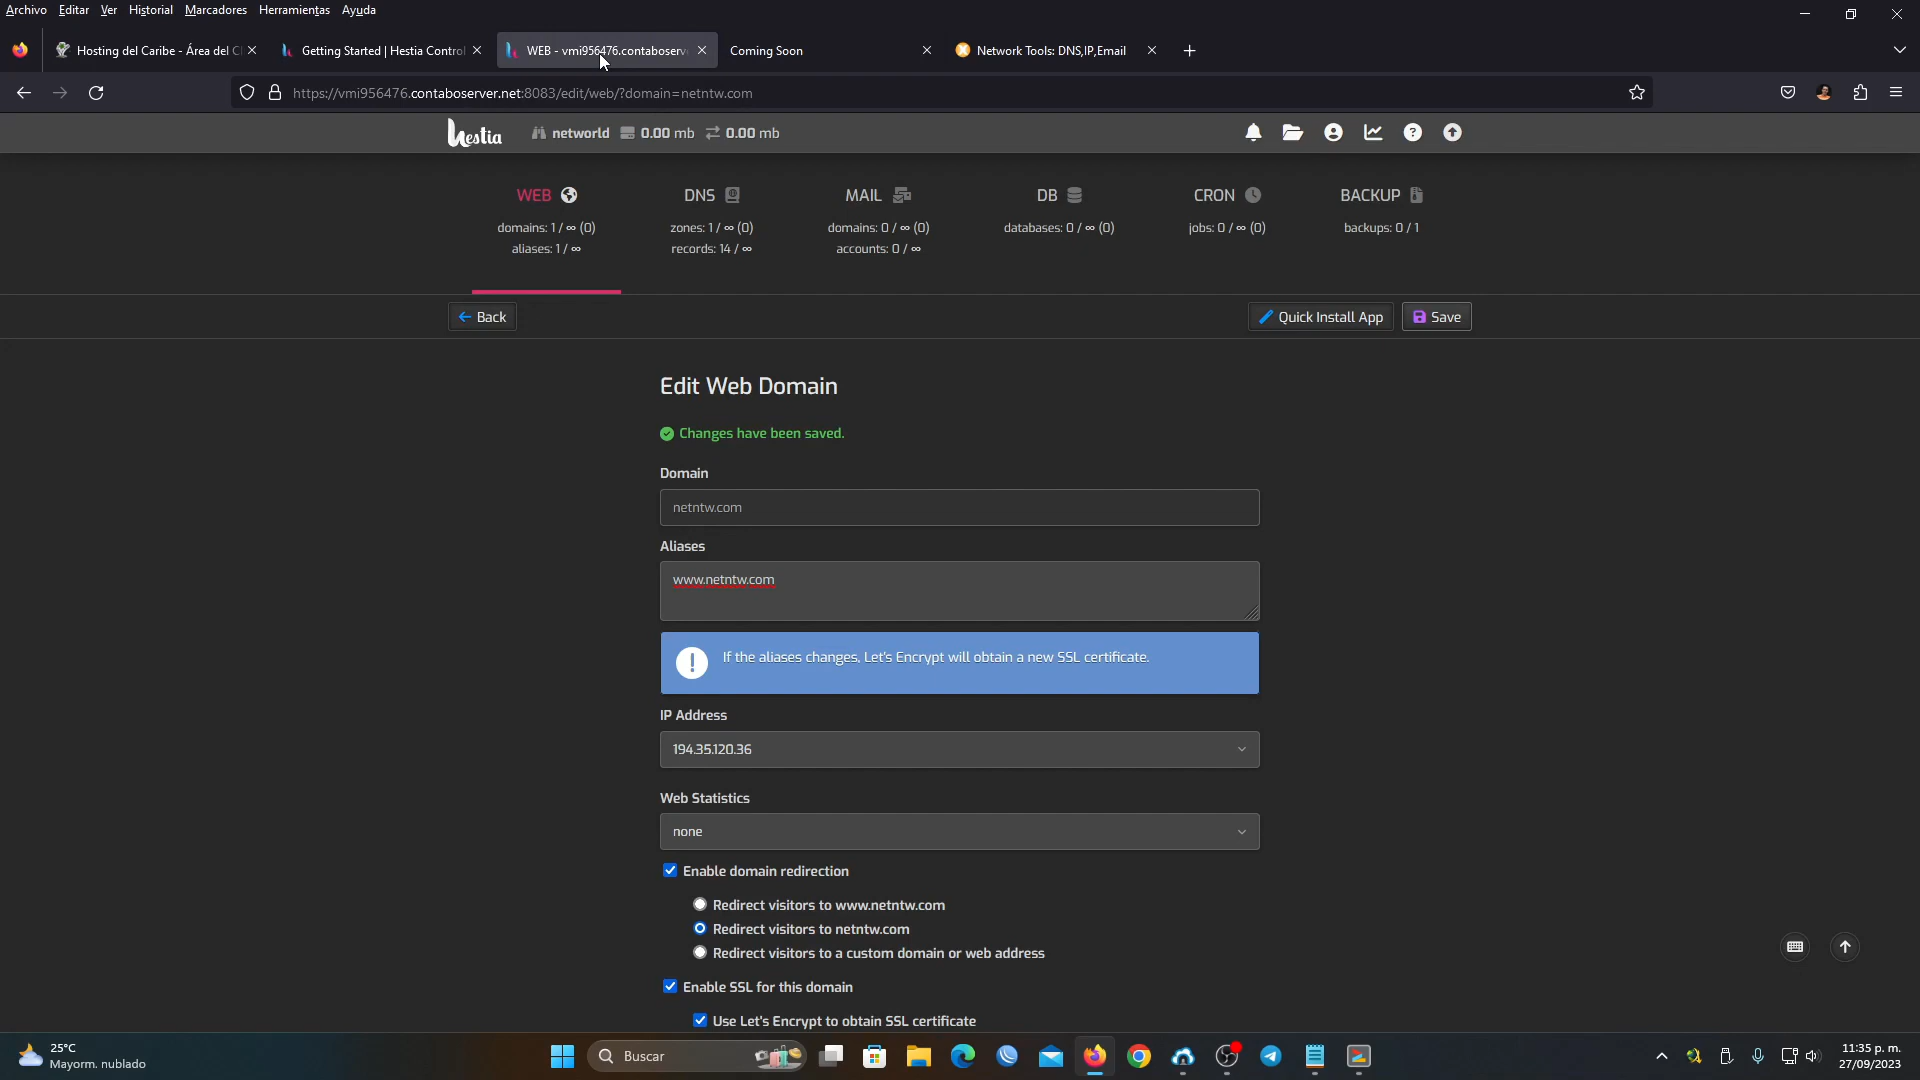 Archivo Editar Ver Historial Marcadores Herramientas Ayuda
Hosting del Caribe - Área del Cl
Getting Started | Hestia Control
WEB - vmi956476.contaboserv
Coming Soon
Network Tools: DNS,IP,Email
https://vmi956476.contaboserver.net:8083/edit/web/?domain=netntw.com
hestia networld 0.00 mb 0.00 mb
WEB
domains: 1 / ∞ (0)
aliases: 1 / ∞
DNS
zones: 1 / ∞ (0)
records: 14 / ∞
MAIL
domains: 0 / ∞ (0)
accounts: 0 / ∞
DB
databases: 0 / ∞ (0)
CRON
jobs: 0 / ∞ (0)
BACKUP
backups: 0 / 1
Back
Quick Install App
Save
Edit Web Domain
Changes have been saved.
Domain
netntw.com
Aliases
www.netntw.com
If the aliases changes, Let's Encrypt will obtain a new SSL certificate.
IP Address
194.35.120.36
Web Statistics
none
Enable domain redirection
Redirect visitors to www.netntw.com
Redirect visitors to netntw.com
Redirect visitors to a custom domain or web address
Enable SSL for this domain
Use Let's Encrypt to obtain SSL certificate
25°C
Mayorm. nublado
Buscar
11:35 p. m.
27/09/2023